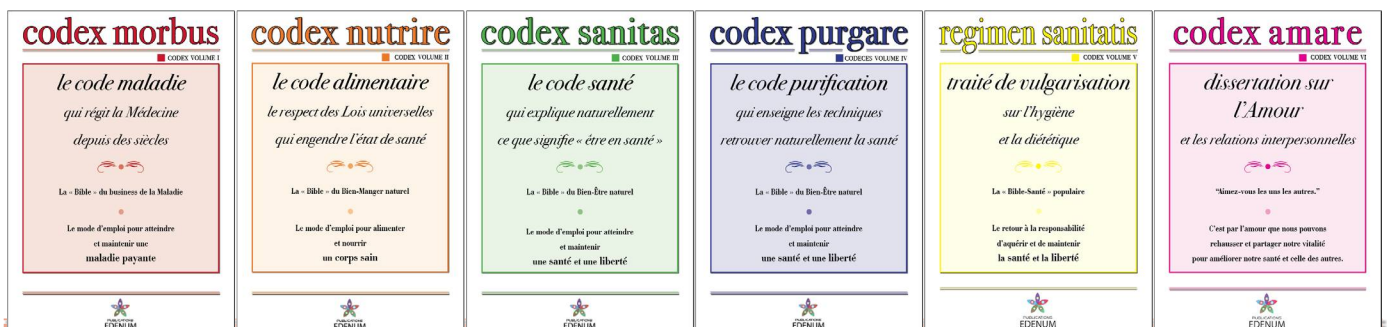 codex morbus
CODEX VOLUME I
le code maladie
qui régit la Médecine
depuis des siècles
La « Bible » du business de la Maladie
Le mode d'emploi pour atteindre
et maintenir une
maladie payante
PUBLICATIONS
EDENUM
codex nutrire
CODEX VOLUME II
le code alimentaire
le respect des Lois universelles
qui engendre l'état de santé
La « Bible » du Bien-Manger naturel
Le mode d'emploi pour alimenter
et nourrir
un corps sain
PUBLICATIONS
EDENUM
codex sanitas
CODEX VOLUME III
le code santé
qui explique naturellement
ce que signifie « être en santé »
La « Bible » du Bien-Être naturel
Le mode d'emploi pour atteindre
et maintenir
une santé et une liberté
PUBLICATIONS
EDENUM
codex purgare
CODECES VOLUME IV
le code purification
qui enseigne les techniques
retrouver naturellement la santé
La « Bible » du Bien-Être naturel
Le mode d'emploi pour atteindre
et maintenir
une santé et une liberté
PUBLICATIONS
EDENUM
regimen sanitatis
CODEX VOLUME V
traité de vulgarisation
sur l'hygiène
et la diététique
La « Bible-Santé » populaire
Le retour à la responsabilité
d'aquérir et de maintenir
la santé et la liberté
PUBLICATIONS
EDENUM
codex amare
CODEX VOLUME VI
dissertation sur
l'Amour
et les relations interpersonnelles
"Aimez-vous les uns les autres."
C'est par l'amour que nous pouvons
rehausser et partager notre vitalité
pour améliorer notre santé et celle des autres.
PUBLICATIONS
EDENUM